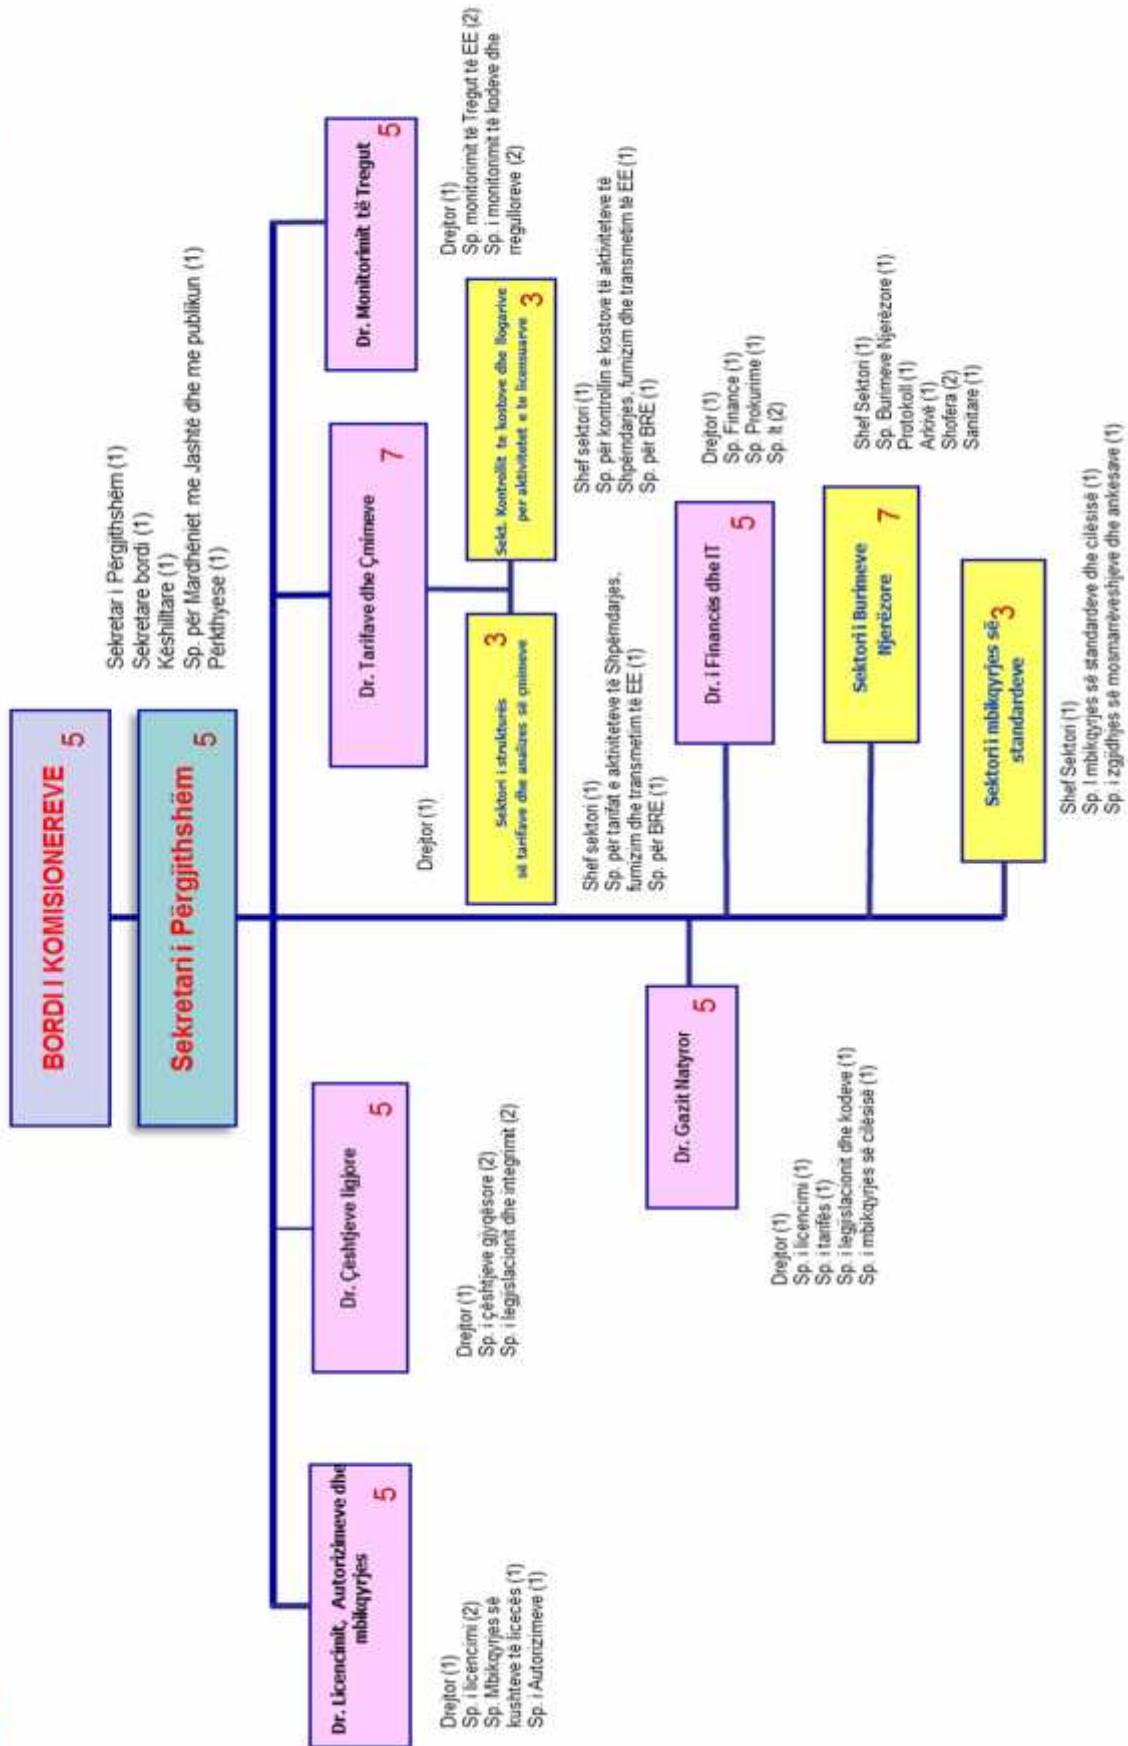 BORDI I KOMISIONEREVE
5
Sekretari i Përgjithshëm
5
Sekretar i Përgjithshëm (1)
Sekretare bordi (1)
Keshilltare (1)
Sp. për Mardhëniet me Jashtë dhe me publikun (1)
Përkthyese (1)
Dr. Licencimit, Autorizimeve dhe
mbikqyrjes
5
Drejtor (1)
Sp. i licencimi (2)
Sp. Mbikqyrjes së
kushteve të licecës (1)
Sp. i Autorizimeve (1)
Dr. Çështjeve ligjore
5
Drejtor (1)
Sp. i çështjeve gjyqësore (2)
Sp. i legjislacionit dhe integrimit (2)
Dr. Tarifave dhe Çmimeve
7
Drejtor (1)
Dr. Monitorimit të Tregut
5
Drejtor (1)
Sp. monitorimit të Tregut të EE (2)
Sp. i monitorimit të kodeve dhe
rregulloreve (2)
Sektori i strukturës
së tarifave dhe analizes së çmimeve
3
Shef sektori (1)
Sp. për tarifat e aktiviteteve të Shpërndarjes,
furnizim dhe transmetim të EE (1)
Sp. për BRE (1)
Sekt. Kontrollit te kostove dhe llogarive
per aktivitetet e te licensuarve
3
Shef sektori (1)
Sp. për kontrollin e kostove të aktiviteteve të
Shpërndarjes, furnizim dhe transmetim të EE (1)
Sp. për BRE (1)
Dr. Gazit Natyror
5
Drejtor (1)
Sp. i licencimi (1)
Sp. i tarifës (1)
Sp. i legjislacionit dhe kodeve (1)
Sp. i mbikqyrjes së cilësisë (1)
Dr. i Financës dhe IT
5
Drejtor (1)
Sp. Finance (1)
Sp. Prokurime (1)
Sp. It (2)
Sektori i Burimeve
Njerëzore
7
Shef Sektori (1)
Sp. Burimeve Njerëzore (1)
Protokoll (1)
Arkivë (1)
Shofera (2)
Sanitare (1)
Sektori i mbikqyrjes së
standardeve
3
Shef Sektori (1)
Sp. I mbikqyrjes së standardeve dhe cilësisë (1)
Sp. i zgjidhjes së mosmarrëveshjeve dhe ankesave (1)